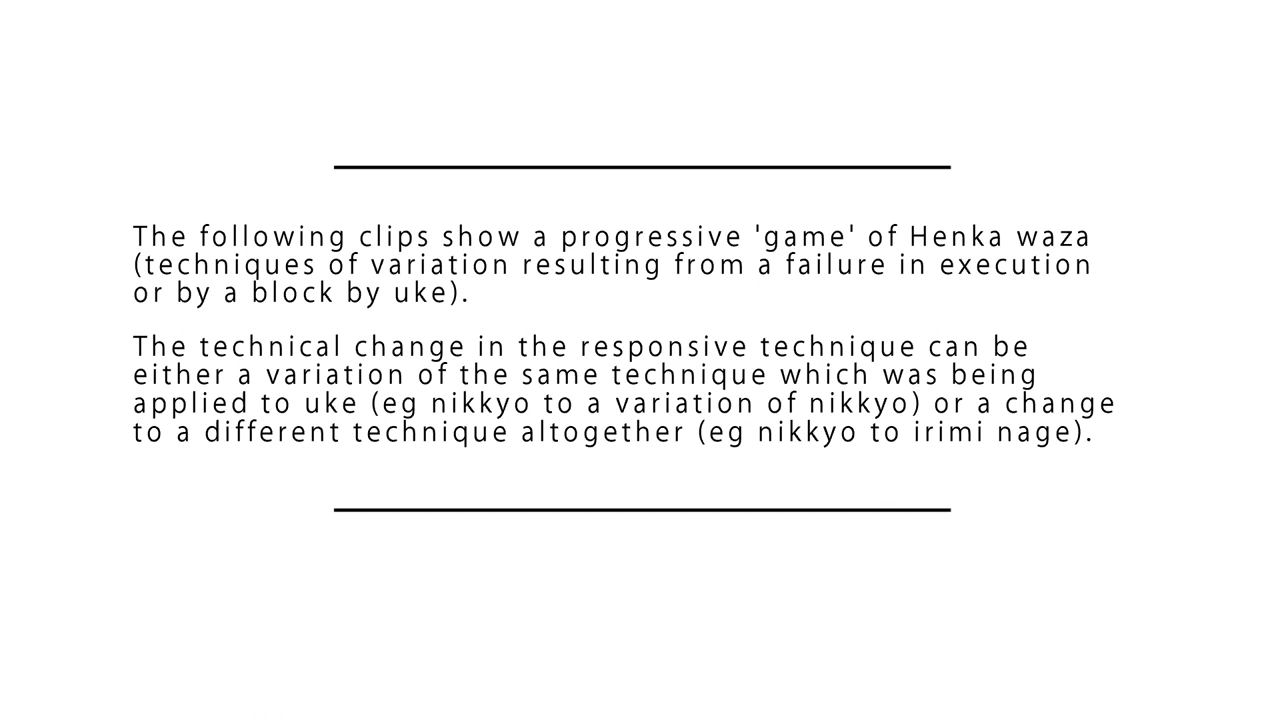 The following clips show a progressive 'game' of Henka waza
(techniques of variation resulting from a failure in execution
or by a block by uke).
The technical change in the responsive technique can be
either a variation of the same technique which was being
applied to uke (eg nikkyo to a variation of nikkyo) or a change
to a different technique altogether (eg nikkyo to irimi nage).